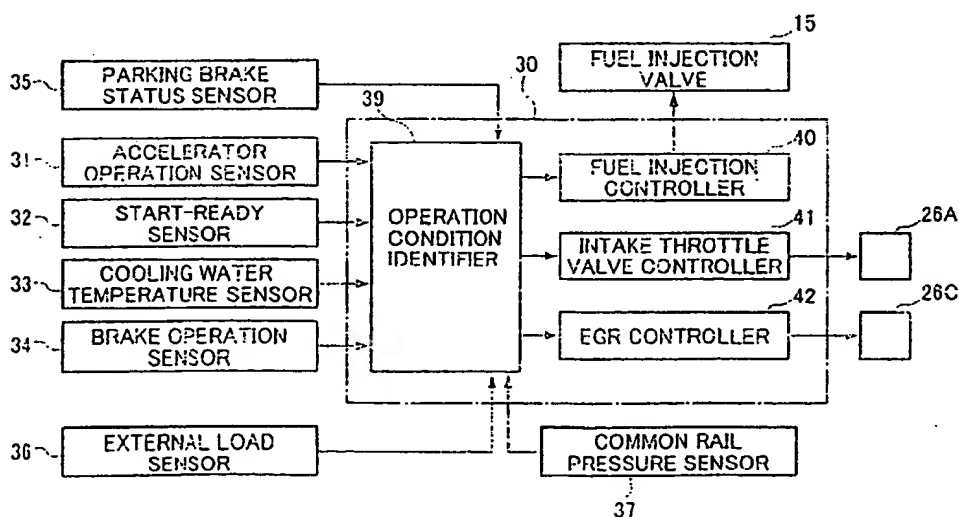 15
35
PARKING BRAKE
STATUS SENSOR
30
FUEL INJECTION
VALVE
39
31
ACCELERATOR
OPERATION SENSOR
40
FUEL INJECTION
CONTROLLER
32
START-READY
SENSOR
OPERATION
CONDITION
IDENTIFIER
41
INTAKE THROTTLE
VALVE CONTROLLER
26A
33
COOLING WATER
TEMPERATURE SENSOR
42
26C
34
BRAKE OPERATION
SENSOR
EGR CONTROLLER
36
EXTERNAL LOAD
SENSOR
COMMON RAIL
PRESSURE SENSOR
37